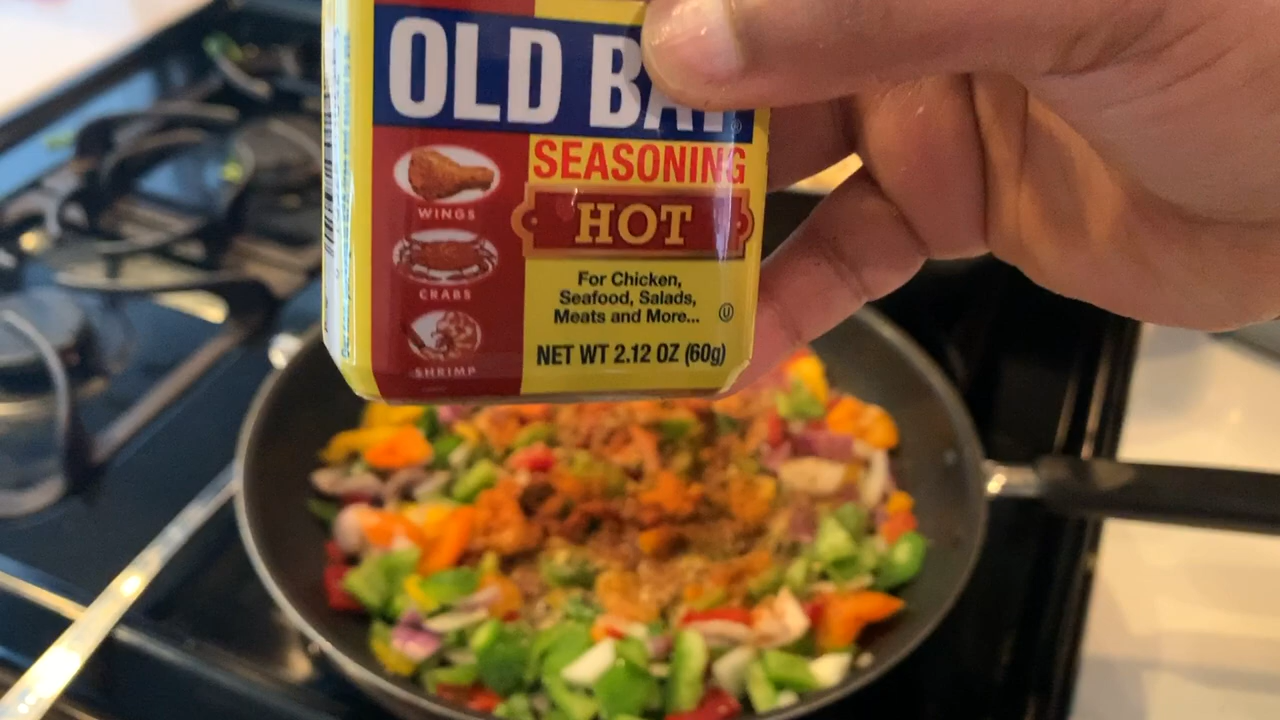 OLD BAY
SEASONING
HOT
WINGS
CRABS
SHRIMP
For Chicken,
Seafood, Salads,
Meats and More...
NET WT 2.12 OZ (60g)